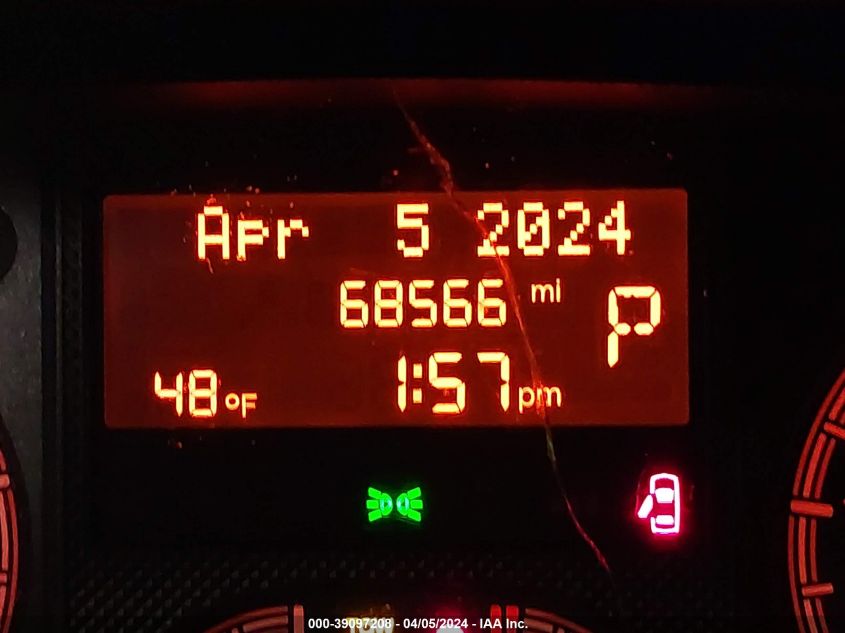 Apr 5 2024
68566 mi
P
48°F 1:57 pm
000-39097208 - 04/05/2024 - IAA Inc.